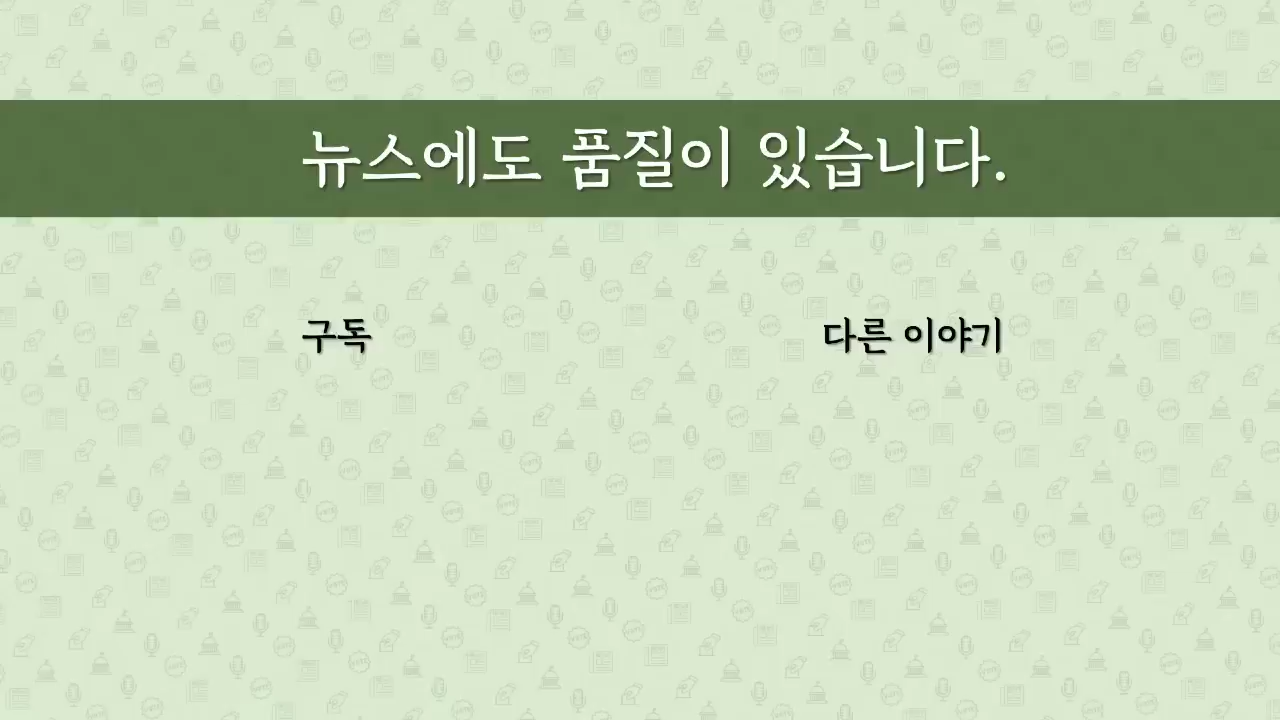 뉴스에도 품질이 있습니다.
구독
다른 이야기